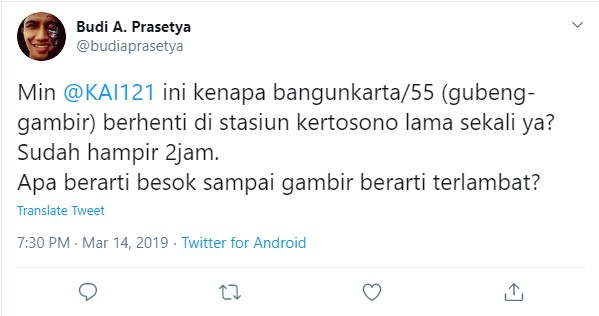 Budi A. Prasetya
@budiaprasetya
Min @KAI121 ini kenapa bangunkarta/55 (gubeng-
gambir) berhenti di stasiun kertosono lama sekali ya?
Sudah hampir 2jam.
Apa berarti besok sampai gambir berarti terlambat?
Translate Tweet
7:30 PM · Mar 14, 2019 · Twitter for Android